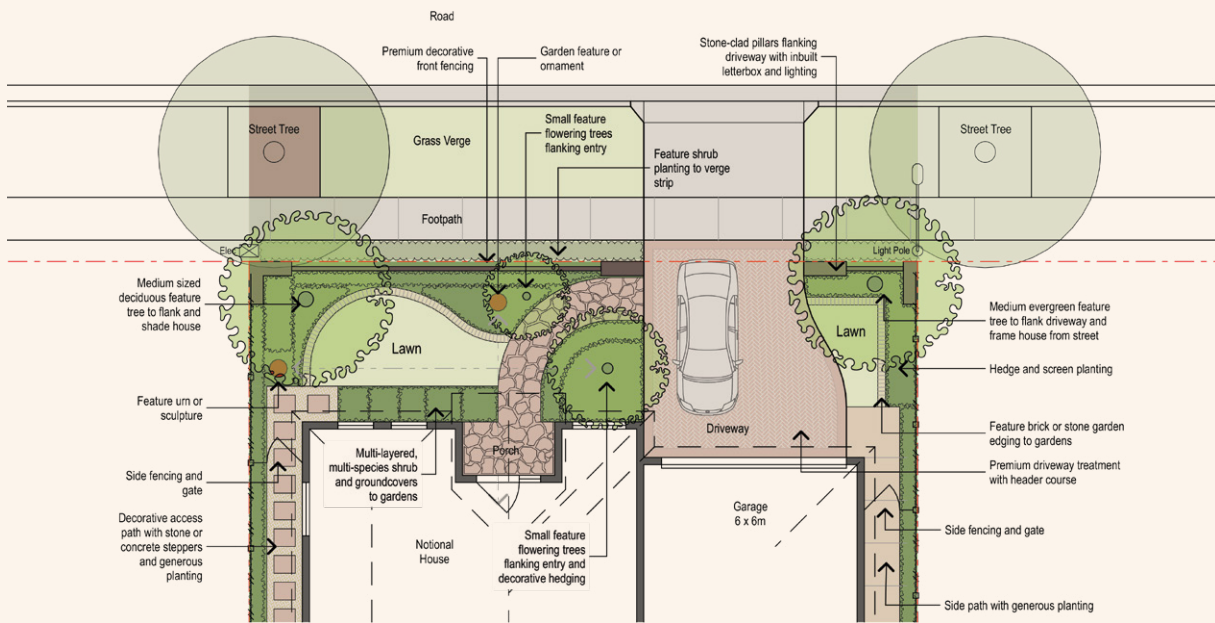 Road
Premium decorative
front fencing
Garden feature or
ornament
Stone-clad pillars flanking
driveway with inbuilt
letterbox and lighting
Street Tree
Grass Verge
Small feature
flowering trees
flanking entry
Feature shrub
planting to verge
strip
Street Tree
Footpath
Elec
Light Pole
Medium sized
deciduous feature
tree to flank and
shade house
Lawn
Lawn
Medium evergreen feature
tree to flank driveway and
frame house from street
Hedge and screen planting
Feature urn or
sculpture
Driveway
Feature brick or stone garden
edging to gardens
Porch
Multi-layered,
multi-species shrub
and groundcovers
to gardens
Side fencing and
gate
Premium driveway treatment
with header course
Decorative access
path with stone or
concrete steppers
and generous
planting
Notional
House
Small feature
flowering trees
flanking entry and
decorative hedging
Garage
6 x 6m
Side fencing and gate
Side path with generous planting